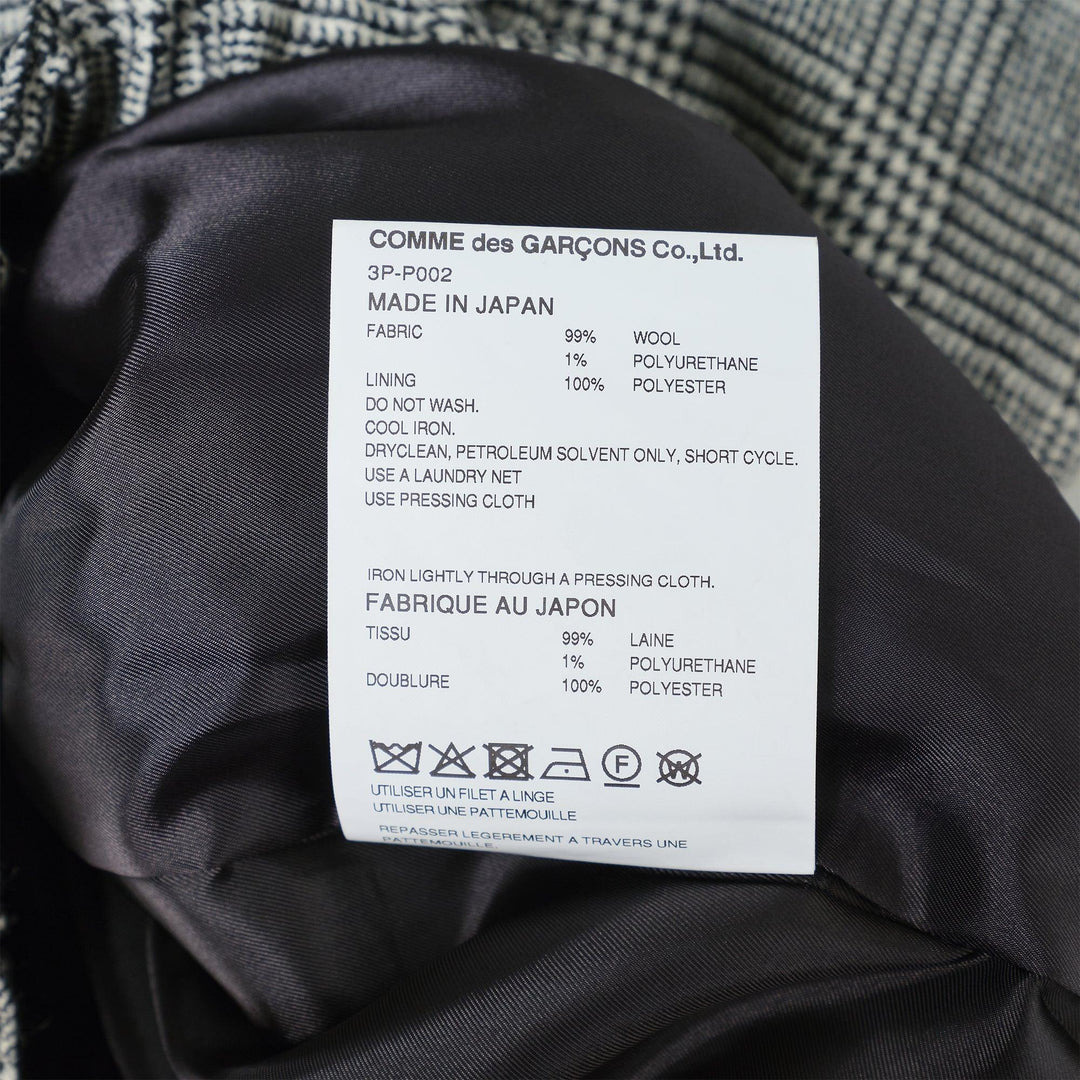 COMME des GARÇONS Co.,Ltd.
3P-P002
MADE IN JAPAN
FABRIC 99% WOOL
1% POLYURETHANE
LINING 100% POLYESTER
DO NOT WASH.
COOL IRON.
DRYCLEAN, PETROLEUM SOLVENT ONLY, SHORT CYCLE.
USE A LAUNDRY NET
USE PRESSING CLOTH
IRON LIGHTLY THROUGH A PRESSING CLOTH.
FABRIQUE AU JAPON
TISSU 99% LAINE
1% POLYURETHANE
DOUBLURE 100% POLYESTER
F W
UTILISER UN FILET A LINGE
UTILISER UNE PATTEMOUILLE
REPASSER LEGEREMENT A TRAVERS UNE
PATTEMOUILLE.